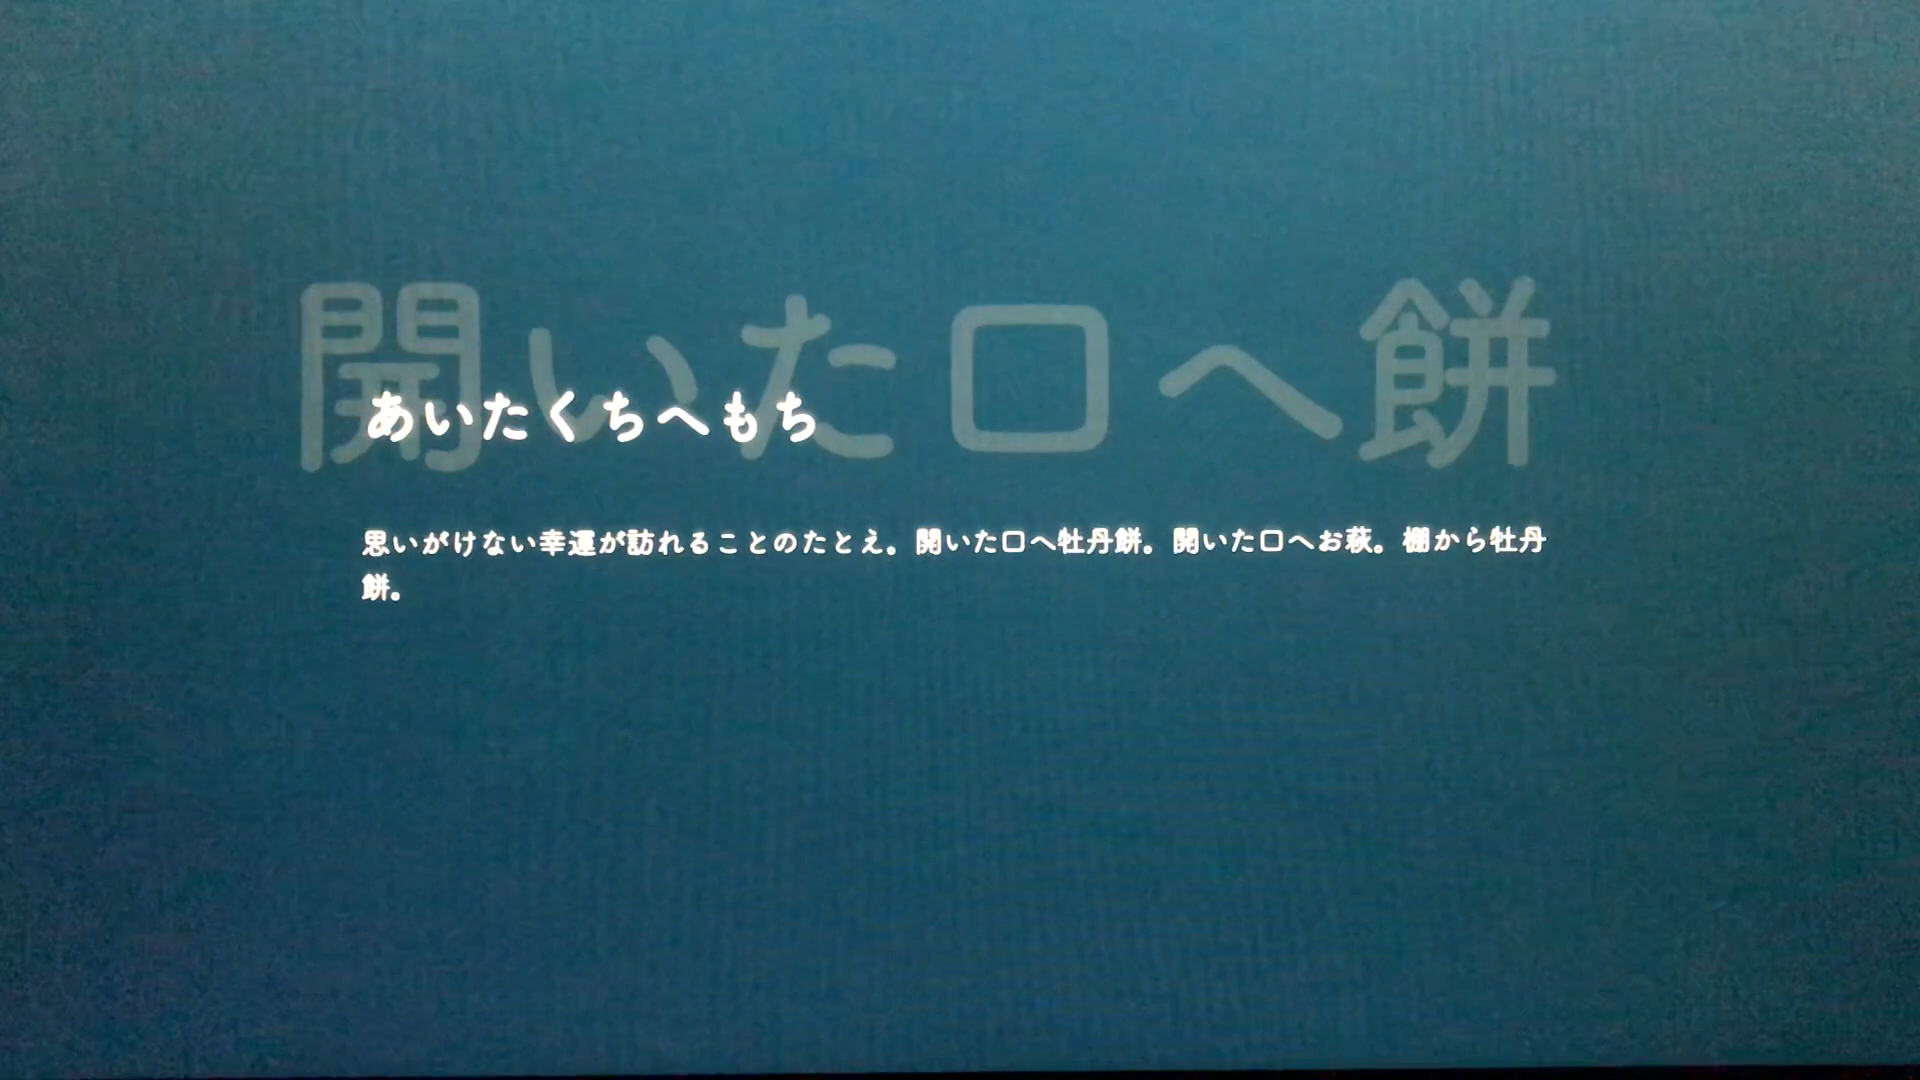 開いた口へ餅
あいたくちへもち
思いがけない幸運が訪れることのたとえ。開いた口へ牡丹餅。開いた口へお萩。棚から牡丹
餅。